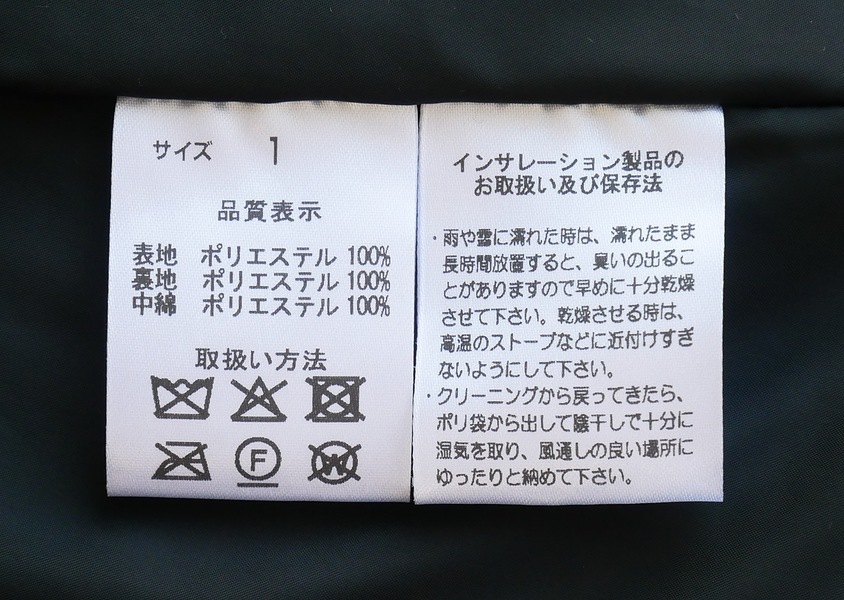 サイズ 1
品質表示
表地 ポリエステル 100%
裏地 ポリエステル 100%
中綿 ポリエステル 100%
取扱い方法
F
W
インサレーション製品の
お取扱い及び保存法
・雨や露に濡れた時は、濡れたまま
長時間放置すると、臭いの出るこ
とがありますので早めに十分乾燥
させて下さい。乾燥させる時は、
高温のストーブなどに近付けすぎ
ないようにして下さい。
・クリーニングから戻ってきたら、
ポリ袋から出して陰干しで十分に
湿気を取り、風通しの良い場所に
ゆったりと納めて下さい。